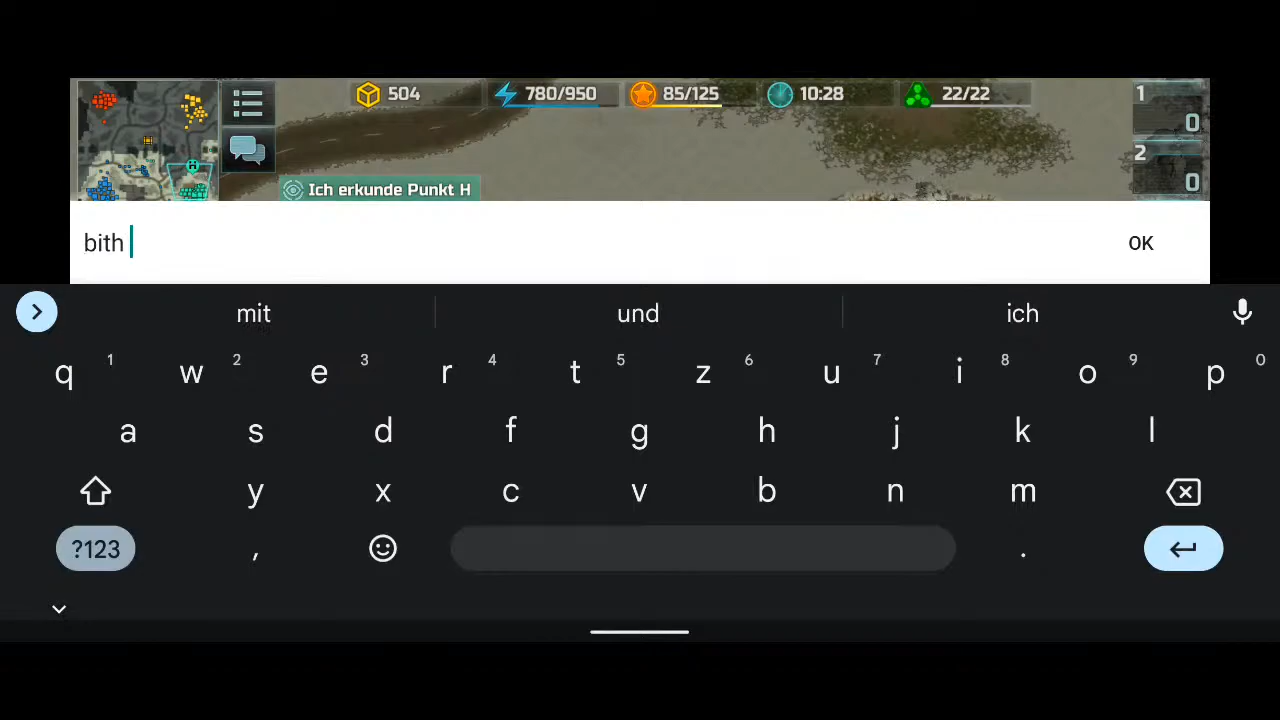 504 780/950 85/125 10:28 22/22
1
0
H
2
0
Ich erkunde Punkt H
bith
OK
mit und ich
q 1 w 2 e 3 r 4 t 5 z 6 u 7 i 8 o 9 p 0
a s d f g h j k l
y x c v b n m
?123 , .